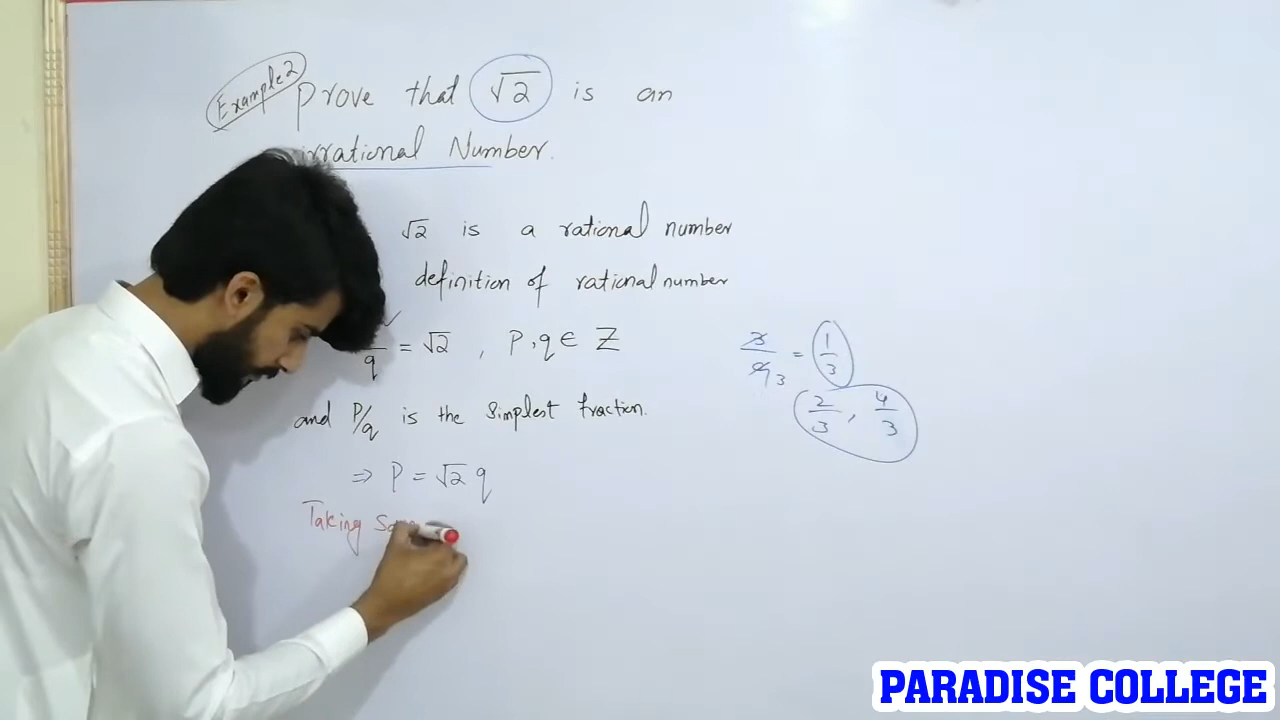 Example 2
Prove that √2 is an
irrational Number.
√2 is a rational number
definition of rational number
q = √2 , P,q ∈ Z
and P/q is the Simplest fraction.
⇒ P = √2 q
Taking
3/9 3 = 1/3
2/3 , 4/3
PARADISE COLLEGE